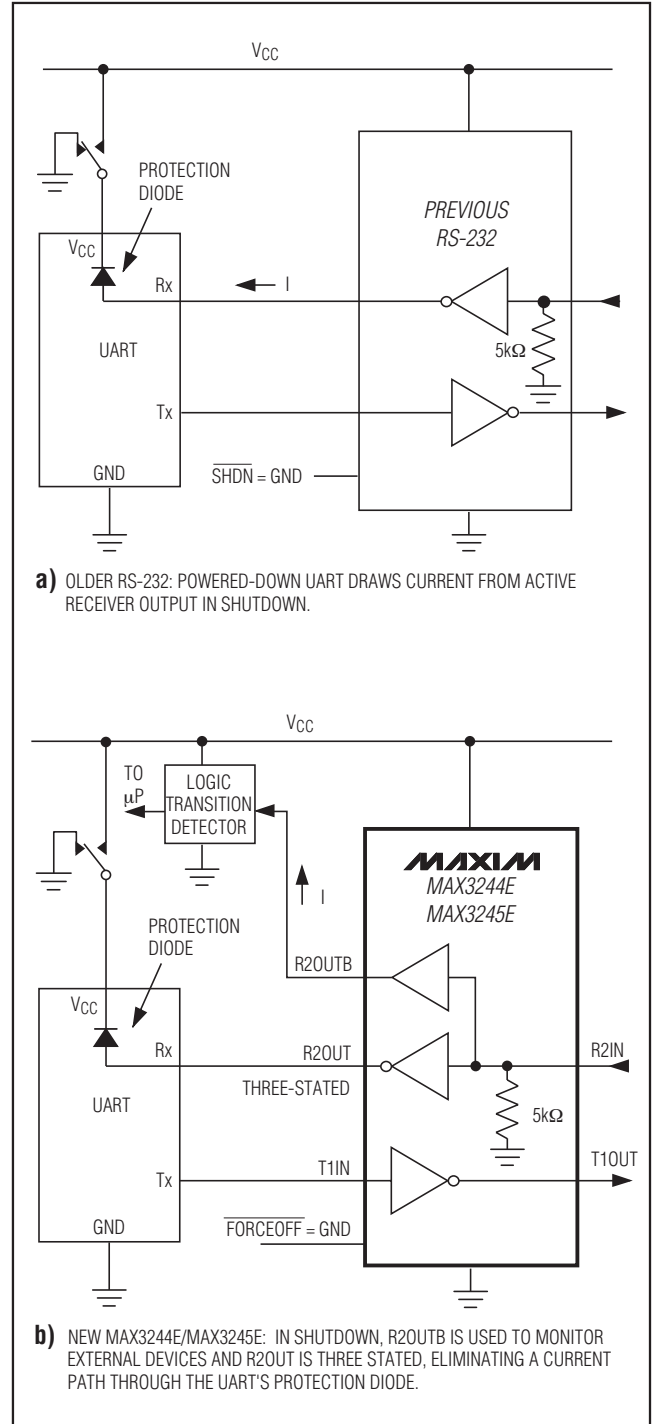 VCC
PROTECTION
DIODE
PREVIOUS
RS-232
VCC
Rx
I
5kΩ
UART
Tx
GND
SHDN = GND
a) OLDER RS-232: POWERED-DOWN UART DRAWS CURRENT FROM ACTIVE
RECEIVER OUTPUT IN SHUTDOWN.
VCC
TO
μP
LOGIC
TRANSITION
DETECTOR
MAXIM
MAX3244E
MAX3245E
I
PROTECTION
DIODE
R2OUTB
VCC
Rx
R2OUT
R2IN
THREE-STATED
UART
5kΩ
Tx
T1IN
T1OUT
GND
FORCEOFF = GND
b) NEW MAX3244E/MAX3245E: IN SHUTDOWN, R2OUTB IS USED TO MONITOR
EXTERNAL DEVICES AND R2OUT IS THREE STATED, ELIMINATING A CURRENT
PATH THROUGH THE UART'S PROTECTION DIODE.